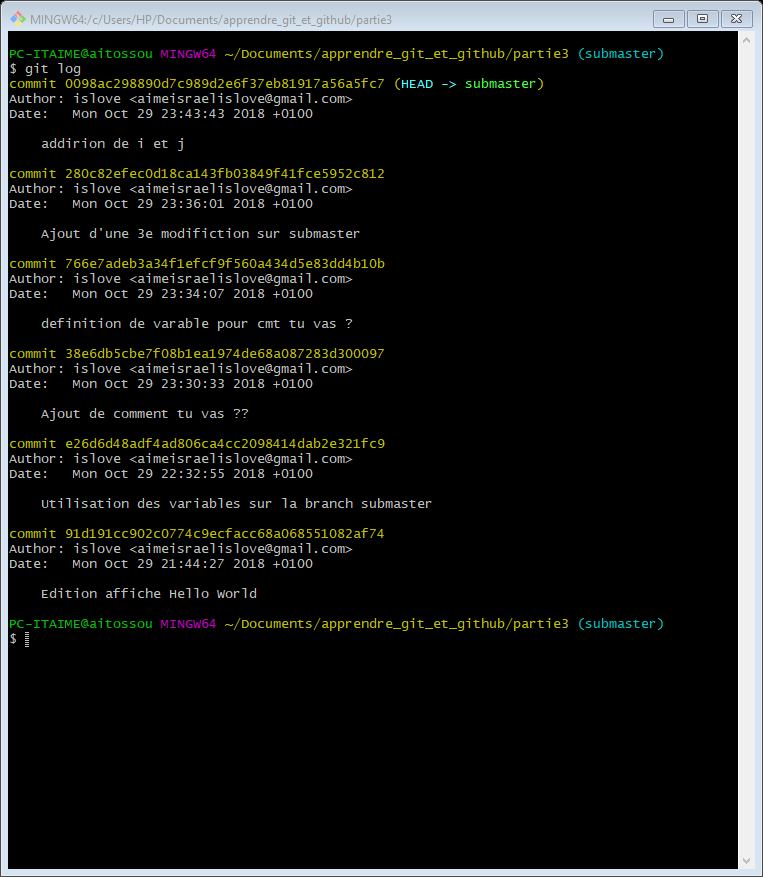 MINGW64:/c/Users/HP/Documents/apprendre_git_et_github/partie3
PC-ITAIME@aitossou MINGW64 ~/Documents/apprendre_git_et_github/partie3 (submaster)
$ git log
commit 0098ac298890d7c989d2e6f37eb81917a56a5fc7 (HEAD -> submaster)
Author: islove <aimeisraelislove@gmail.com>
Date:   Mon Oct 29 23:43:43 2018 +0100
    addirion de i et j
commit 280c82efec0d18ca143fb03849f41fce5952c812
Author: islove <aimeisraelislove@gmail.com>
Date:   Mon Oct 29 23:36:01 2018 +0100
    Ajout d'une 3e modifiction sur submaster
commit 766e7adeb3a34f1efcf9f560a434d5e83dd4b10b
Author: islove <aimeisraelislove@gmail.com>
Date:   Mon Oct 29 23:34:07 2018 +0100
    definition de varable pour cmt tu vas ?
commit 38e6db5cbe7f08b1ea1974de68a087283d300097
Author: islove <aimeisraelislove@gmail.com>
Date:   Mon Oct 29 23:30:33 2018 +0100
    Ajout de comment tu vas ??
commit e26d6d48adf4ad806ca4cc2098414dab2e321fc9
Author: islove <aimeisraelislove@gmail.com>
Date:   Mon Oct 29 22:32:55 2018 +0100
    Utilisation des variables sur la branch submaster
commit 91d191cc902c0774c9ecfacc68a068551082af74
Author: islove <aimeisraelislove@gmail.com>
Date:   Mon Oct 29 21:44:27 2018 +0100
    Edition affiche Hello World
PC-ITAIME@aitossou MINGW64 ~/Documents/apprendre_git_et_github/partie3 (submaster)
$